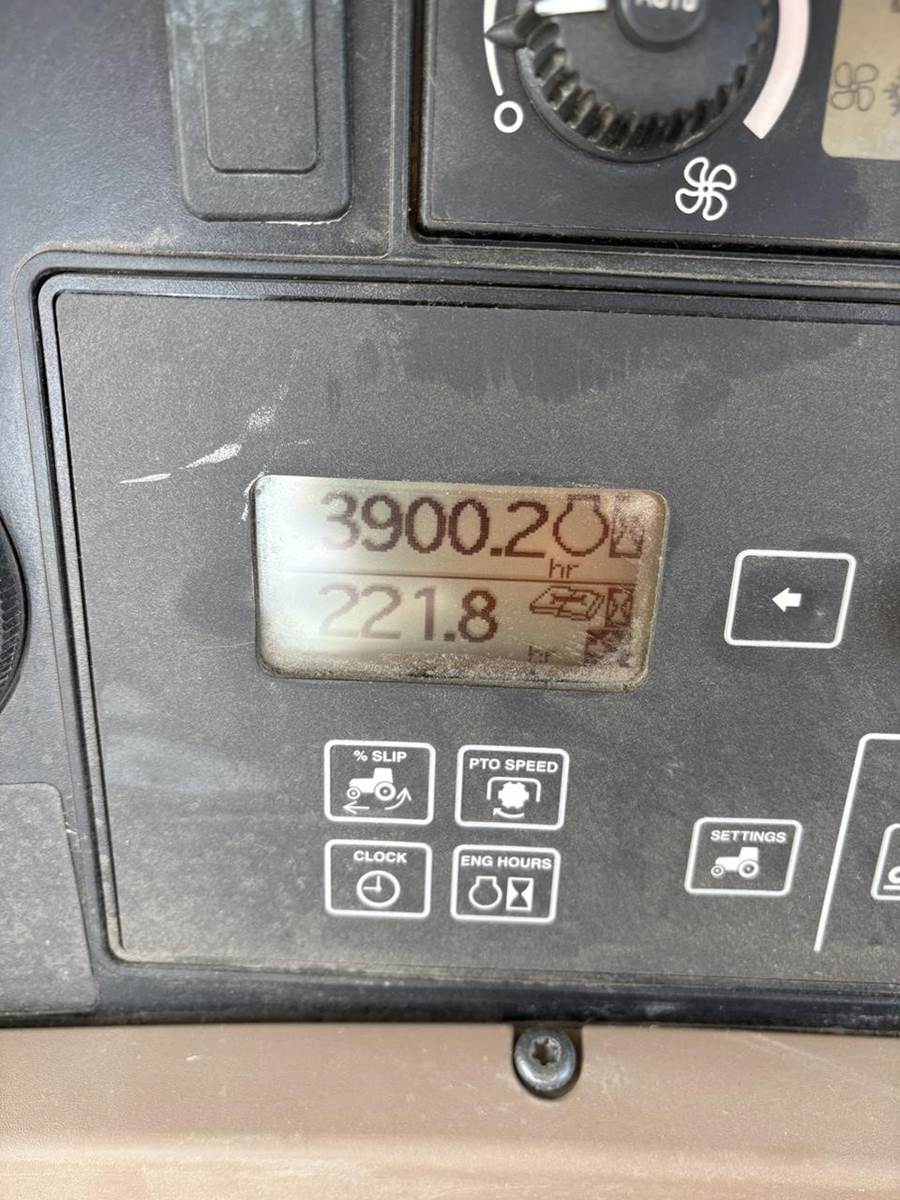 AUTO
3900.2
hr
221.8
hr
% SLIP
PTO SPEED
CLOCK
ENG HOURS
SETTINGS